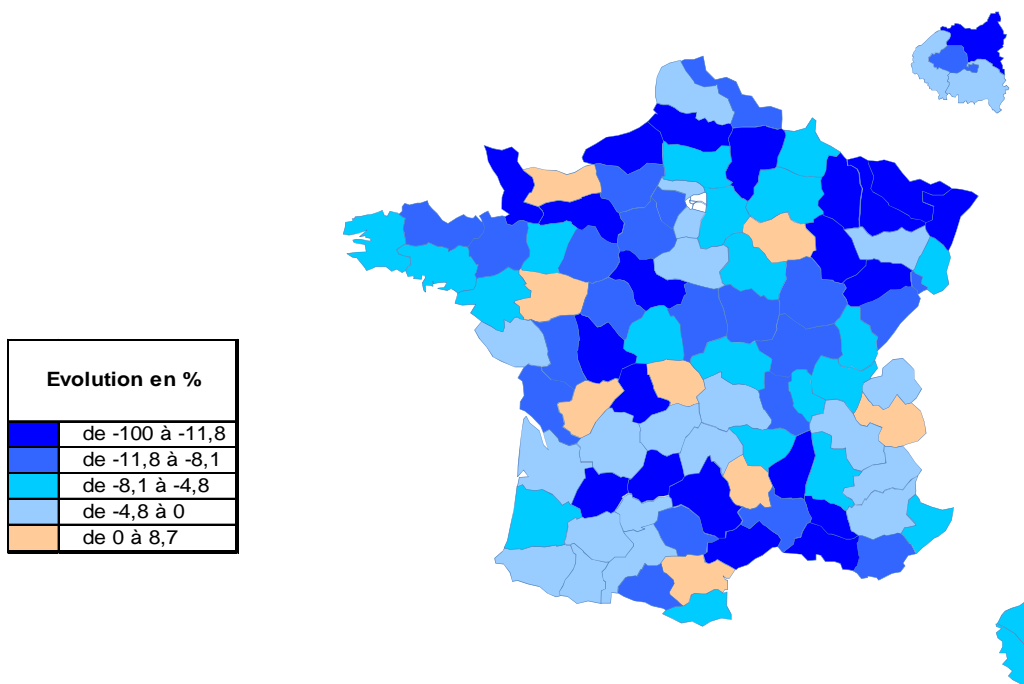 Evolution en %
de -100 à -11,8
de -11,8 à -8,1
de -8,1 à -4,8
de -4,8 à 0
de 0 à 8,7